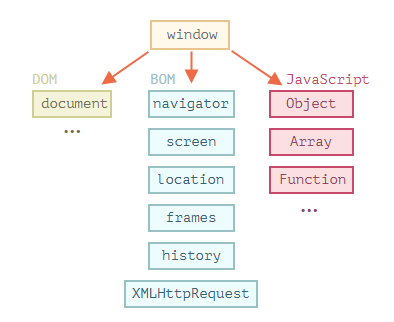 window
DOM
document
...
BOM
navigator
screen
location
frames
history
XMLHttpRequest
JavaScript
Object
Array
Function
...